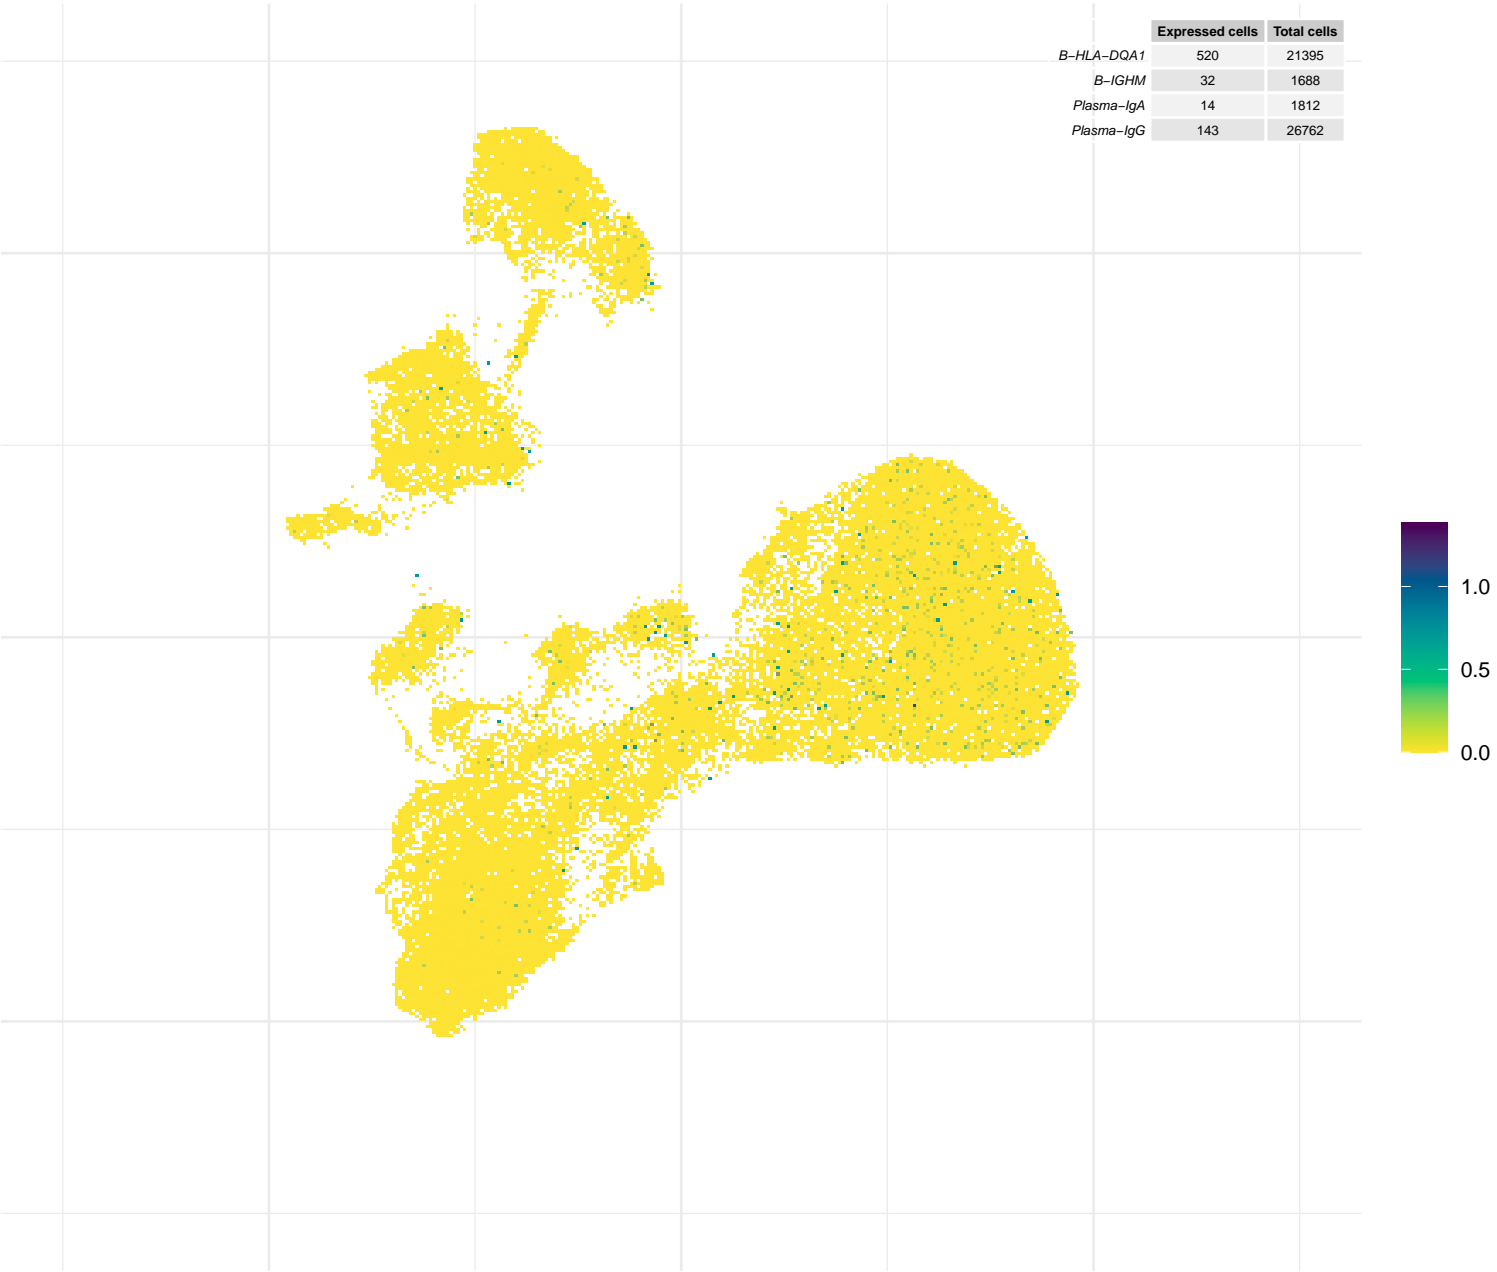 Expressed cells Total cells
B−HLA−DQA1 520 21395
B−IGHM 32 1688
Plasma−IgA 14 1812
Plasma−IgG 143 26762
1.0
0.5
0.0